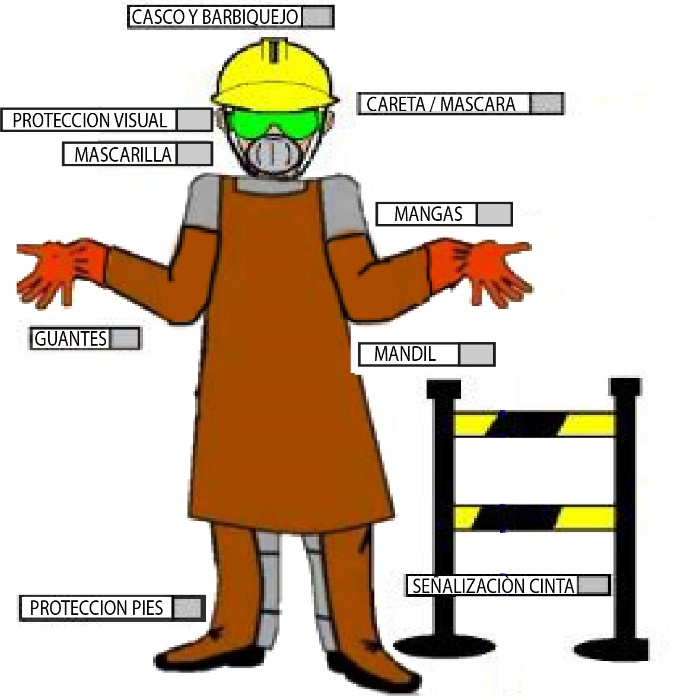 CASCO Y BARBIQUEJO
CARETA / MASCARA
PROTECCION VISUAL
MASCARILLA
MANGAS
GUANTES
MANDIL
SEÑALIZACIÒN CINTA
PROTECCION PIES